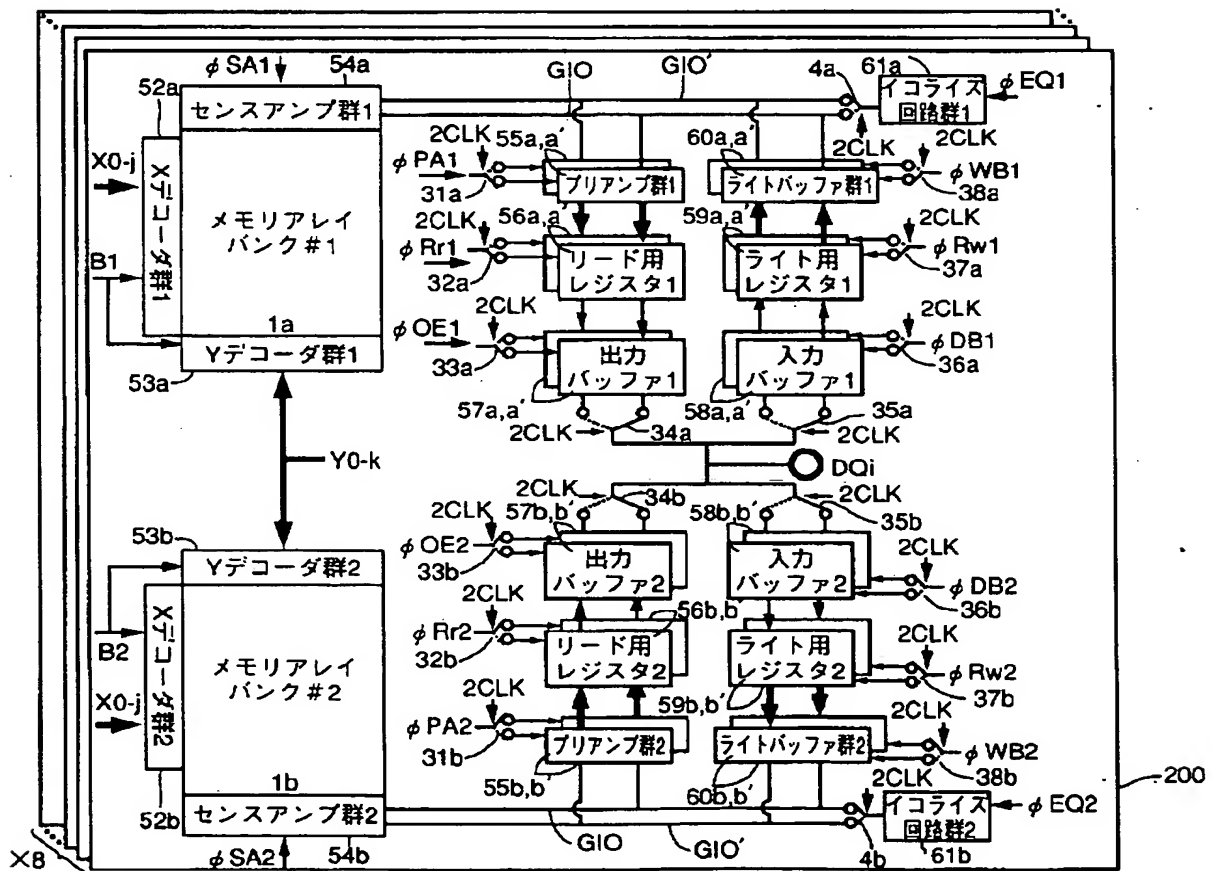 φSA1
54a
GIO
GIO'
4a
61a
52a
センスアンプ群1
イコライズ
回路群1
φEQ1
2CLK
55a,a'
60a,a'
2CLK
2CLK
X0-j
Xデコーダ群1
φPA1
31a
プリアンプ群1
ライトバッファ群1
φWB1
38a
メモリアレイ
バンク#1
2CLK
56a,a'
59a,a'
2CLK
B1
φRr1
32a
リード用
レジスタ1
ライト用
レジスタ1
φRw1
37a
1a
2CLK
2CLK
φOE1
33a
出力
バッファ1
入力
バッファ1
φDB1
36a
Yデコーダ群1
53a
57a,a'
58a,a'
35a
2CLK
34a
2CLK
Y0-k
DQi
2CLK
34b
2CLK
35b
53b
2CLK
57b,b'
58b,b'
2CLK
Yデコーダ群2
φOE2
33b
出力
バッファ2
入力
バッファ2
φDB2
36b
B2
Xデコーダ群2
2CLK
56b,b'
2CLK
メモリアレイ
バンク#2
φRr2
32b
リード用
レジスタ2
ライト用
レジスタ2
φRw2
37b
X0-j
2CLK
59b,b'
2CLK
φPA2
31b
プリアンプ群2
ライトバッファ群2
φWB2
38b
1b
55b,b'
60b,b'
2CLK
200
52b
センスアンプ群2
イコライズ
回路群2
φEQ2
×8
φSA2
54b
GIO
GIO'
4b
61b